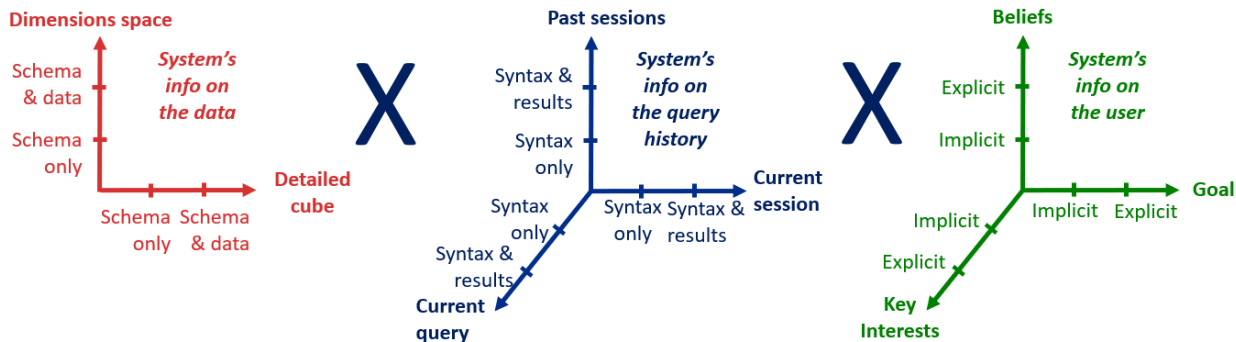 Dimensions space
System's
info on
the data
Schema
& data
Schema
only
Detailed
cube
Schema
only
Schema
& data
X
Past sessions
System's
info on
the query
history
Syntax &
results
Syntax
only
Current
session
Syntax
only
Syntax &
results
Syntax
only
Syntax &
results
Current
query
X
Beliefs
System's
info on
the user
Explicit
Implicit
Goal
Implicit
Explicit
Implicit
Explicit
Key
Interests